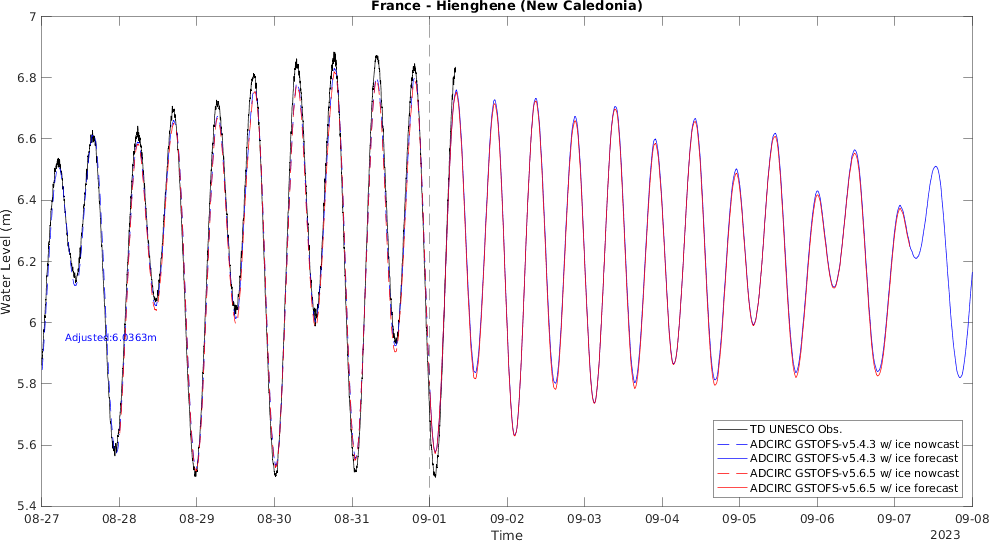 France - Hienghene (New Caledonia)
7
6.8
6.6
6.4
6.2
6
5.8
5.6
5.4
Water Level (m)
Adjusted:6.0363m
TD UNESCO Obs.
ADCIRC GSTOFS-v5.4.3 w/ ice nowcast
ADCIRC GSTOFS-v5.4.3 w/ ice forecast
ADCIRC GSTOFS-v5.6.5 w/ ice nowcast
ADCIRC GSTOFS-v5.6.5 w/ ice forecast
08-27 08-28 08-29 08-30 08-31 09-01 09-02 09-03 09-04 09-05 09-06 09-07 09-08
Time
2023